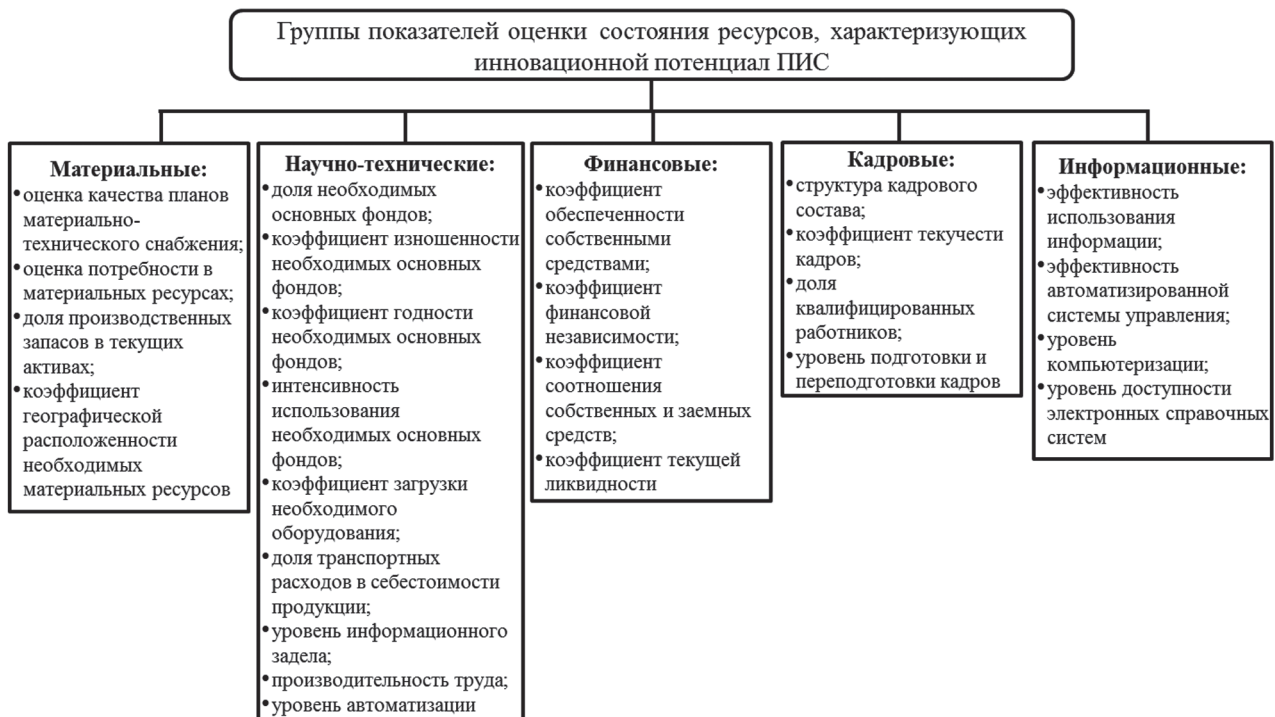 Группы показателей оценки состояния ресурсов, характеризующих
инновационной потенциал ПИС
Материальные:
•оценка качества планов
материально-
технического снабжения;
•оценка потребности в
материальных ресурсах;
•доля производственных
запасов в текущих
активах;
•коэффициент
географической
расположенности
необходимых
материальных ресурсов
Научно-технические:
•доля необходимых
основных фондов;
•коэффициент изношенности
необходимых основных
фондов;
•коэффициент годности
необходимых основных
фондов;
•интенсивность
использования
необходимых основных
фондов;
•коэффициент загрузки
необходимого
оборудования;
•доля транспортных
расходов в себестоимости
продукции;
•уровень информационного
задела;
•производительность труда;
•уровень автоматизации
Финансовые:
•коэффициент
обеспеченности
собственными
средствами;
•коэффициент
финансовой
независимости;
•коэффициент
соотношения
собственных и заемных
средств;
•коэффициент текущей
ликвидности
Кадровые:
•структура кадрового
состава;
•коэффициент текучести
кадров;
•доля
квалифицированных
работников;
•уровень подготовки и
переподготовки кадров
Информационные:
•эффективность
использования
информации;
•эффективность
автоматизированной
системы управления;
•уровень
компьютеризации;
•уровень доступности
электронных справочных
систем